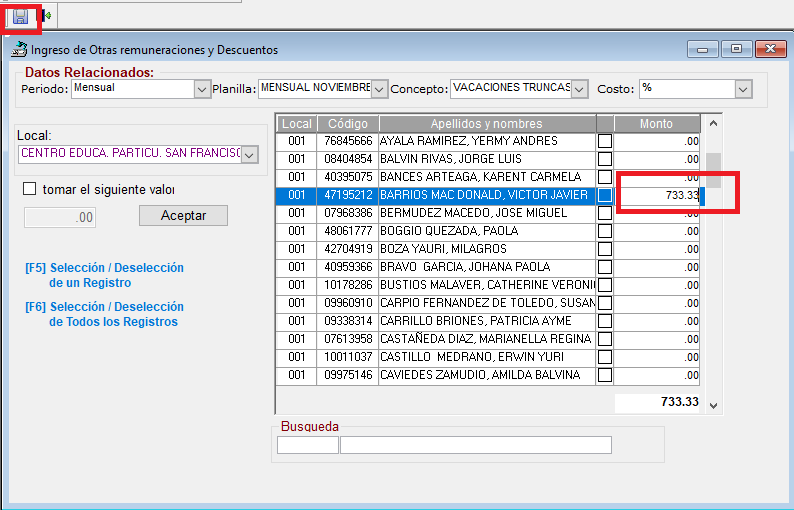 Ingreso de Otras remuneraciones y Descuentos
Datos Relacionados:
Periodo: Mensual Planilla: MENSUAL NOVIEMBRE Concepto: VACACIONES TRUNCAS Costo: %
Local:
CENTRO EDUCA. PARTICU. SAN FRANCISC
tomar el siguiente valor
.00 Aceptar
[F5] Selección / Deselección
de un Registro
[F6] Selección / Deselección
de Todos los Registros
Local Código Apellidos y nombres Monto
001 76845666 AYALA RAMIREZ, YERMY ANDRES .00
001 08404854 BALVIN RIVAS, JORGE LUIS .00
001 40395075 BANCES ARTEAGA, KARENT CARMELA .00
001 47195212 BARRIOS MAC DONALD, VICTOR JAVIER 733.33
001 07968386 BERMUDEZ MACEDO, JOSE MIGUEL .00
001 48061777 BOGGIO QUEZADA, PAOLA .00
001 42704919 BOZA YAURI, MILAGROS .00
001 40959366 BRAVO GARCIA, JOHANA PAOLA .00
001 10178286 BUSTIOS MALAVER, CATHERINE VERONI .00
001 09960910 CARPIO FERNANDEZ DE TOLEDO, SUSAN .00
001 09338314 CARRILLO BRIONES, PATRICIA AYME .00
001 07613958 CASTAÑEDA DIAZ, MARIANELLA REGINA .00
001 10011037 CASTILLO MEDRANO, ERWIN YURI .00
001 09975146 CAVIEDES ZAMUDIO, AMILDA BALVINA .00
733.33
Busqueda